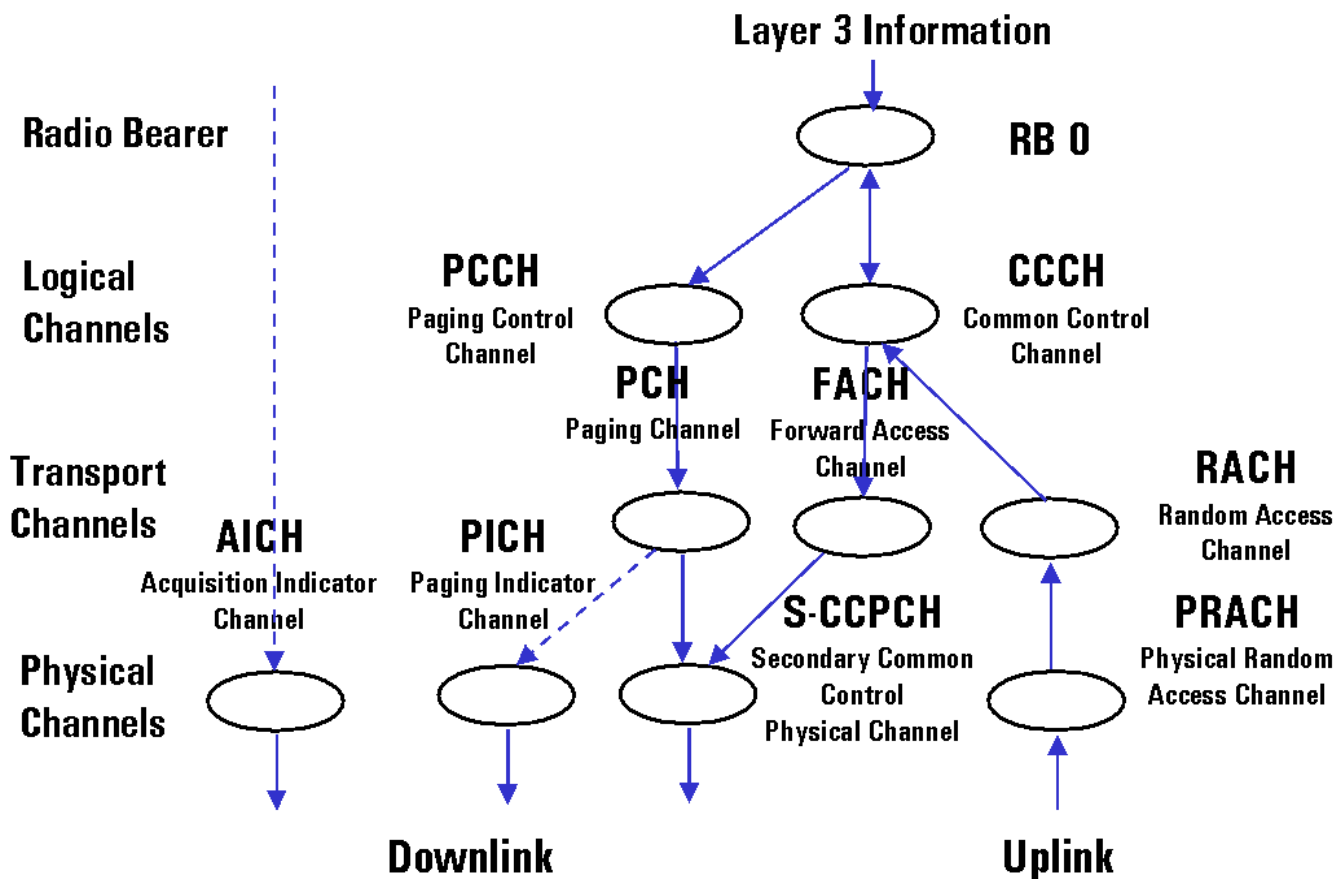 Layer 3 Information
Radio Bearer
RB 0
Logical
Channels
PCCH
Paging Control
Channel
CCCH
Common Control
Channel
PCH
Paging Channel
FACH
Forward Access
Channel
Transport
Channels
RACH
Random Access
Channel
AICH
Acquisition Indicator
Channel
PICH
Paging Indicator
Channel
S-CCPCH
Secondary Common
Control
Physical Channel
PRACH
Physical Random
Access Channel
Physical
Channels
Downlink
Uplink